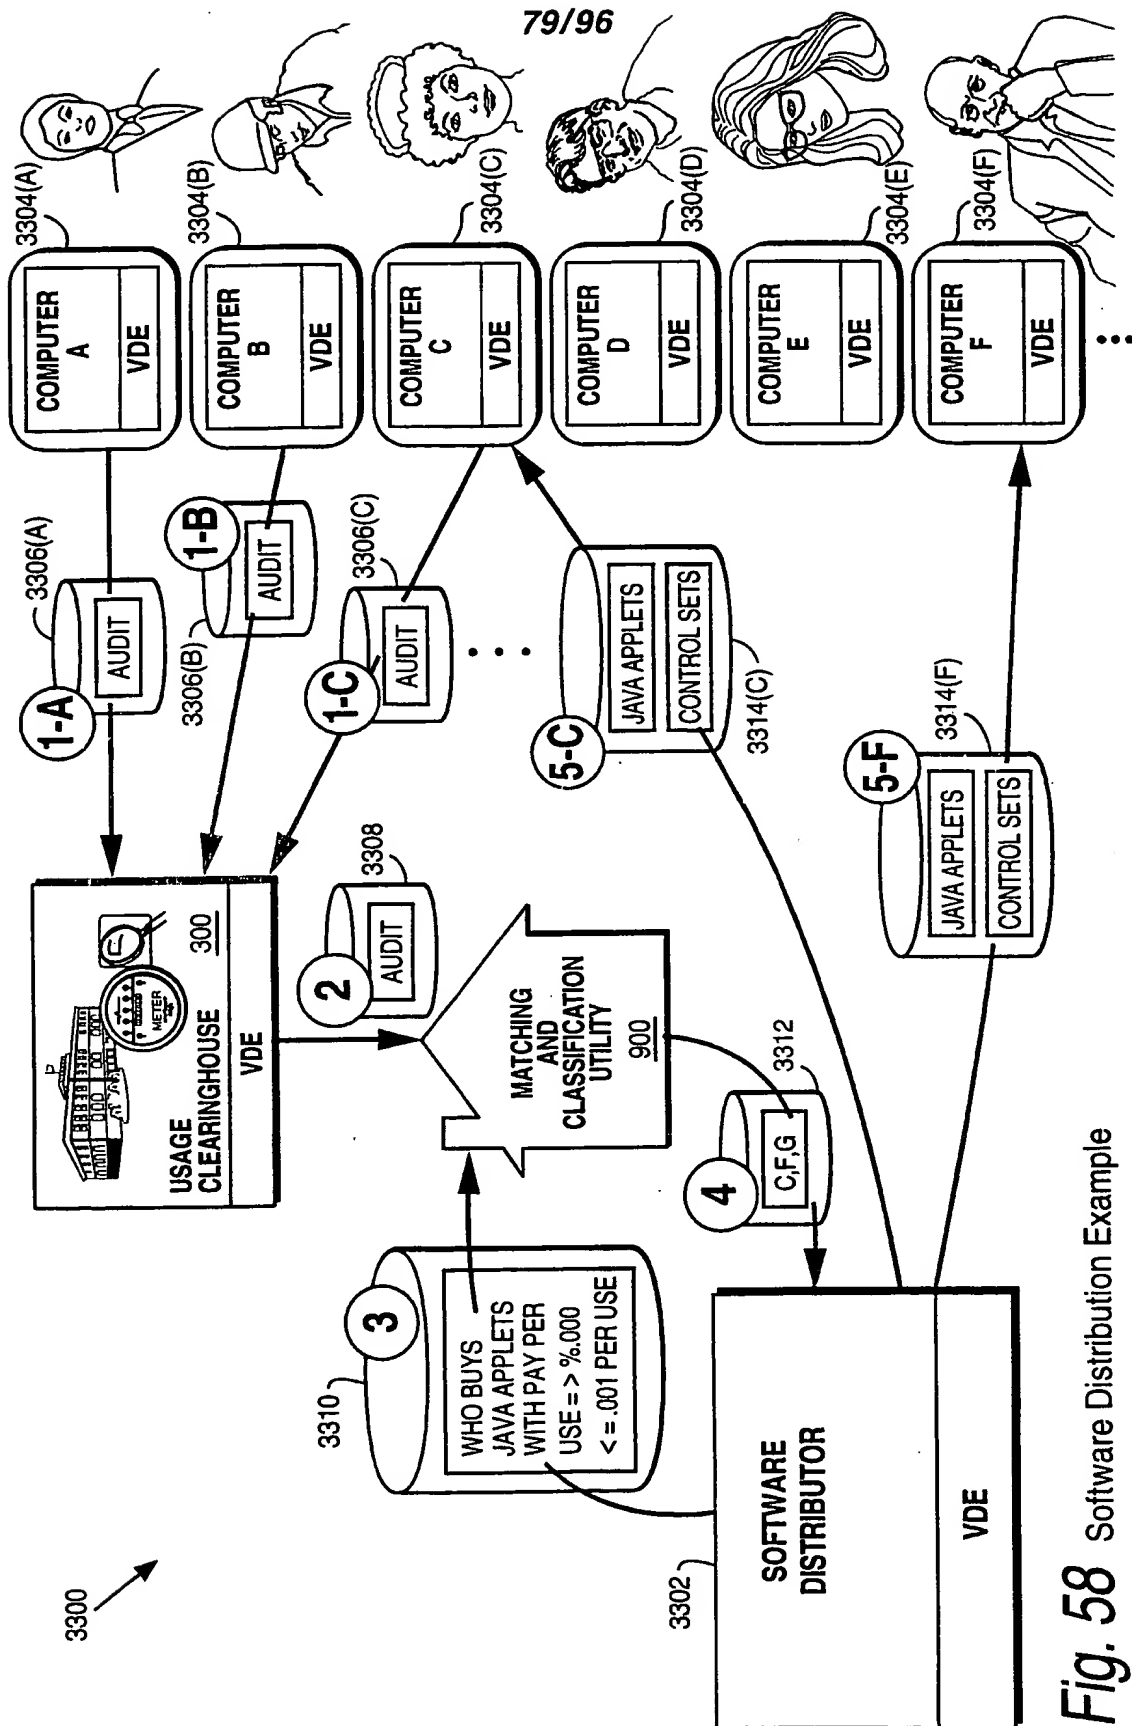 79/96
3300
3302
SOFTWARE
DISTRIBUTOR
VDE
3310
3
WHO BUYS
JAVA APPLETS
WITH PAY PER
USE = > %.000
< = .001 PER USE
USAGE
CLEARINGHOUSE
300
METER
VDE
2
AUDIT
3308
MATCHING
AND
CLASSIFICATION
UTILITY
900
4
C,F,G
3312
1-A
AUDIT
3306(A)
1-B
AUDIT
3306(B)
1-C
AUDIT
3306(C)
5-C
JAVA APPLETS
CONTROL SETS
3314(C)
5-F
JAVA APPLETS
CONTROL SETS
3314(F)
COMPUTER
A
VDE
3304(A)
COMPUTER
B
VDE
3304(B)
COMPUTER
C
VDE
3304(C)
COMPUTER
D
VDE
3304(D)
COMPUTER
E
VDE
3304(E)
COMPUTER
F
VDE
3304(F)
Fig. 58 Software Distribution Example